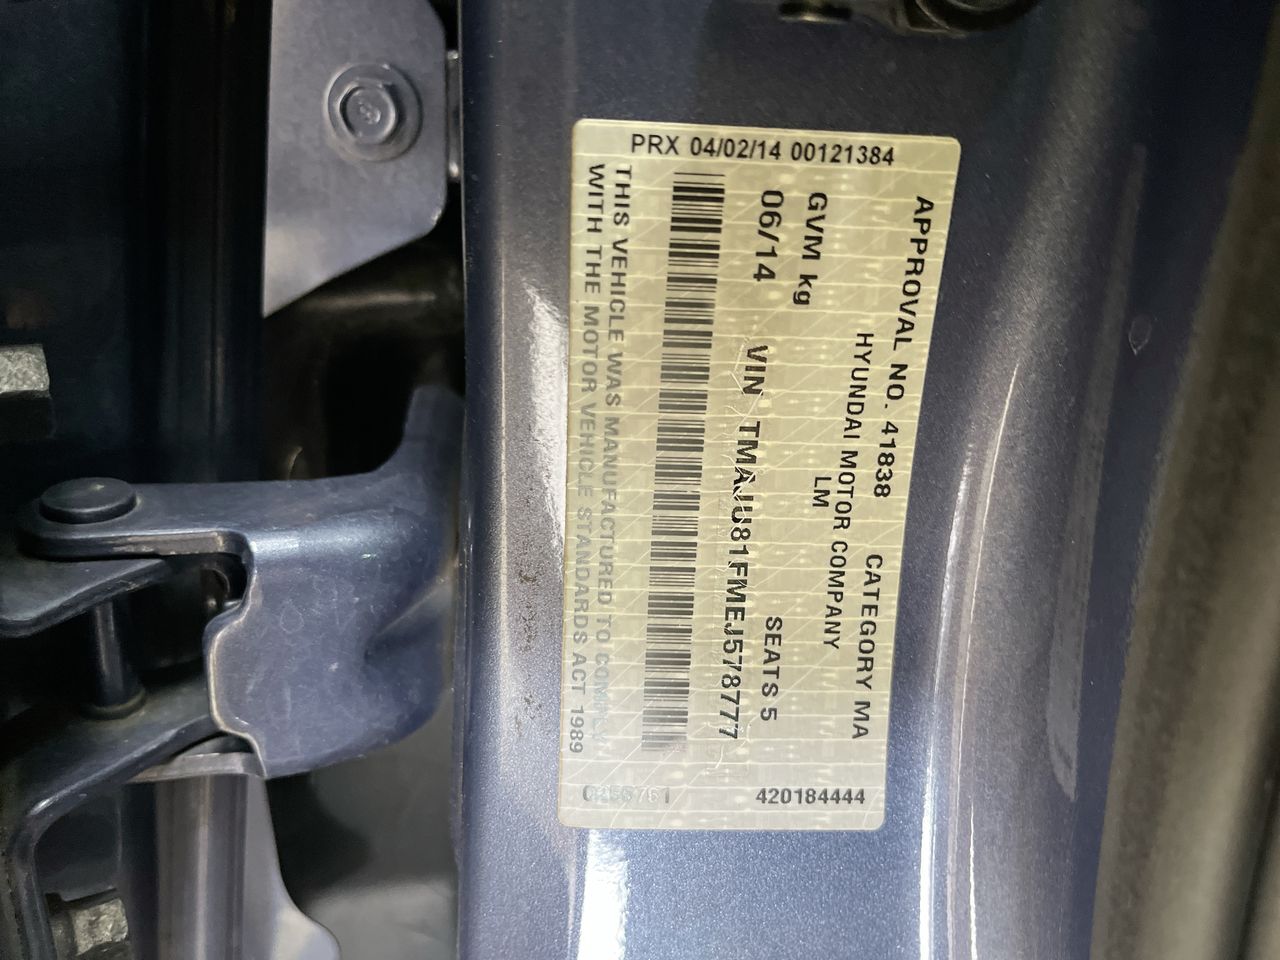 PRX 04/02/14 00121384
APPROVAL NO. 41838 CATEGORY MA
HYUNDAI MOTOR COMPANY
LM
GVM kg SEATS 5
06/14 VIN TMAJU81FMEJ578777
THIS VEHICLE WAS MANUFACTURED TO COMPLY
WITH THE MOTOR VEHICLE STANDARDS ACT 1989
420184444